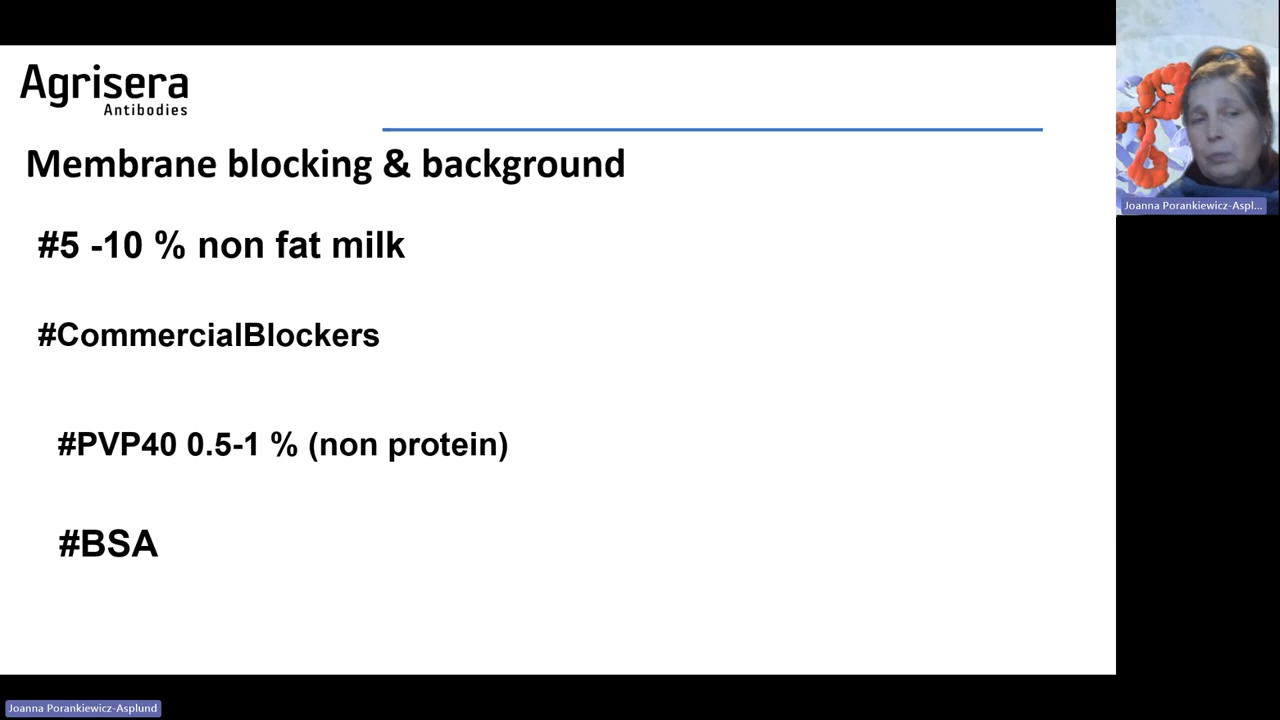 Agrisera
Antibodies
Membrane blocking & background
#5 -10 % non fat milk
#CommercialBlockers
#PVP40 0.5-1 % (non protein)
#BSA
Joanna Porankiewicz-Aspl...
Joanna Porankiewicz-Asplund